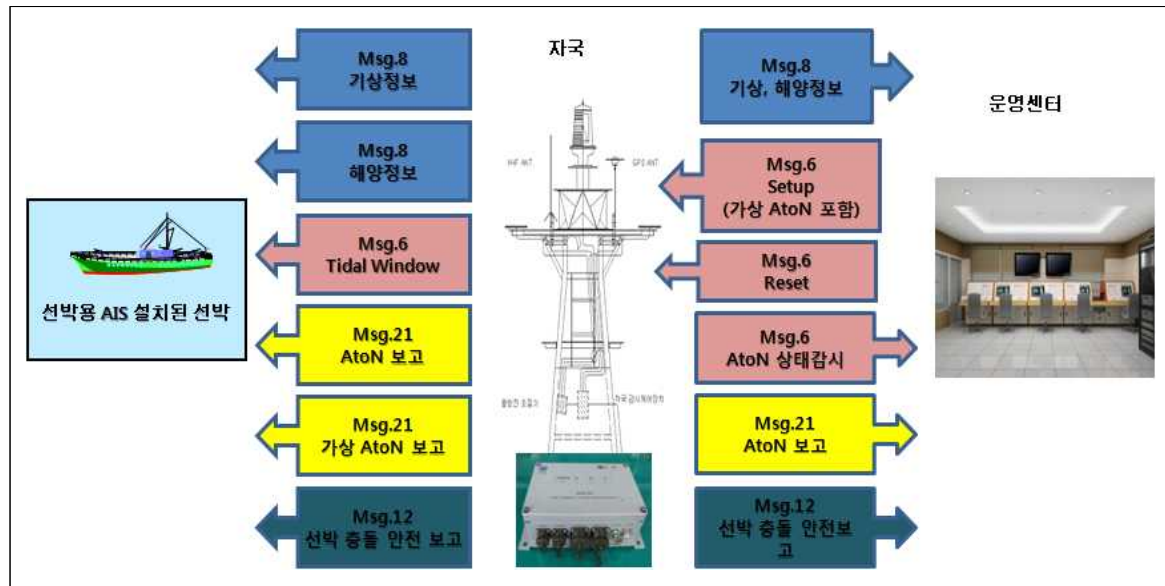 자국
Msg.8
기상정보
Msg.8
해양정보
Msg.6
Tidal Window
Msg.21
AtoN 보고
Msg.21
가상 AtoN 보고
Msg.12
선박 충돌 안전 보고
선박용 AIS 설치된 선박
VHF ANT
GPS ANT
Msg.8
기상, 해양정보
Msg.6
Setup
(가상 AtoN 포함)
Msg.6
Reset
Msg.6
AtoN 상태감시
Msg.21
AtoN 보고
Msg.12
선박 충돌 안전보
고
운영센터